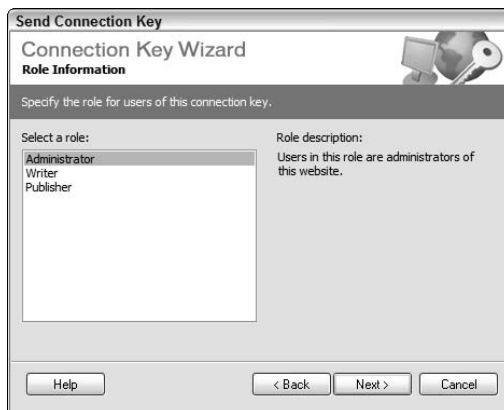 Send Connection Key
Connection Key Wizard
Role Information
Specify the role for users of this connection key.
Select a role:
Administrator
Writer
Publisher
Role description:
Users in this role are administrators of
this website.
Help
< Back
Next >
Cancel